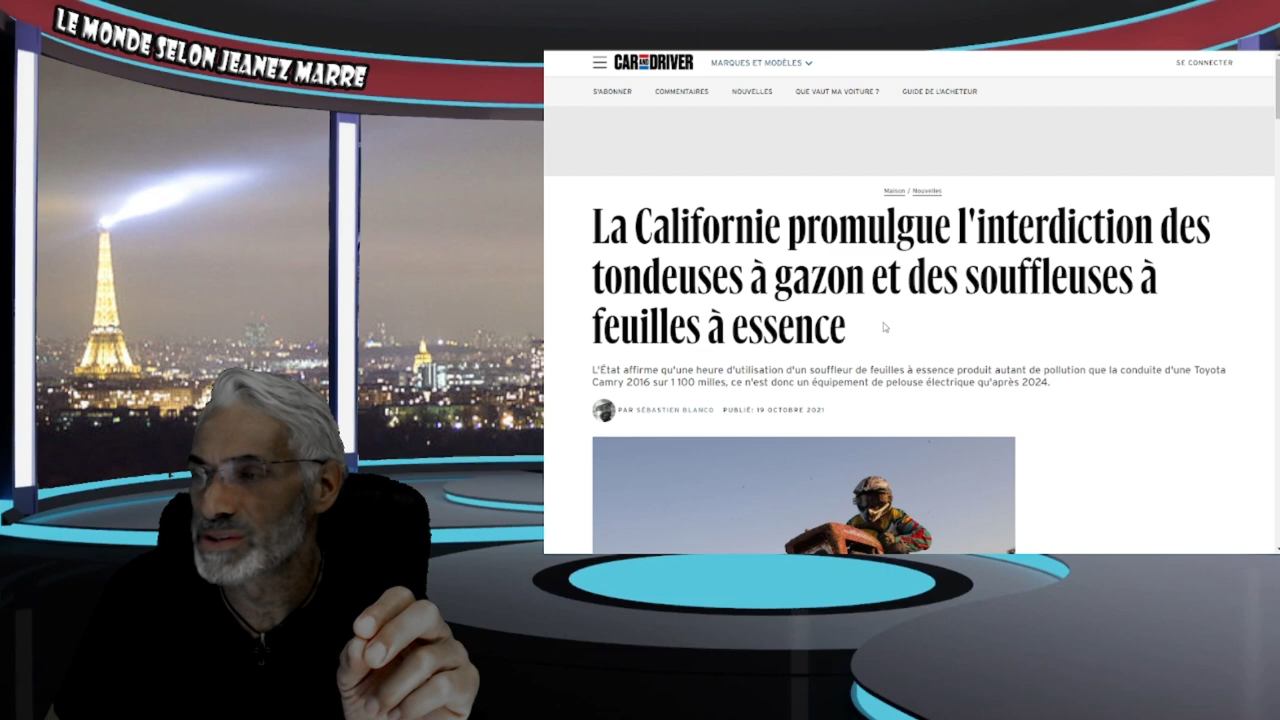 LE MONDE SELON JEANEZ MARRE
CAR AND DRIVER
MARQUES ET MODÈLES
SE CONNECTER
S'ABONNER
COMMENTAIRES
NOUVELLES
QUE VAUT MA VOITURE ?
GUIDE DE L'ACHETEUR
Maison / Nouvelles
La Californie promulgue l'interdiction des
tondeuses à gazon et des souffleuses à
feuilles à essence
L'État affirme qu'une heure d'utilisation d'un souffleur de feuilles à essence produit autant de pollution que la conduite d'une Toyota
Camry 2016 sur 1 100 milles, ce n'est donc un équipement de pelouse électrique qu'après 2024.
PAR SÉBASTIEN BLANCO PUBLIÉ: 19 OCTOBRE 2021